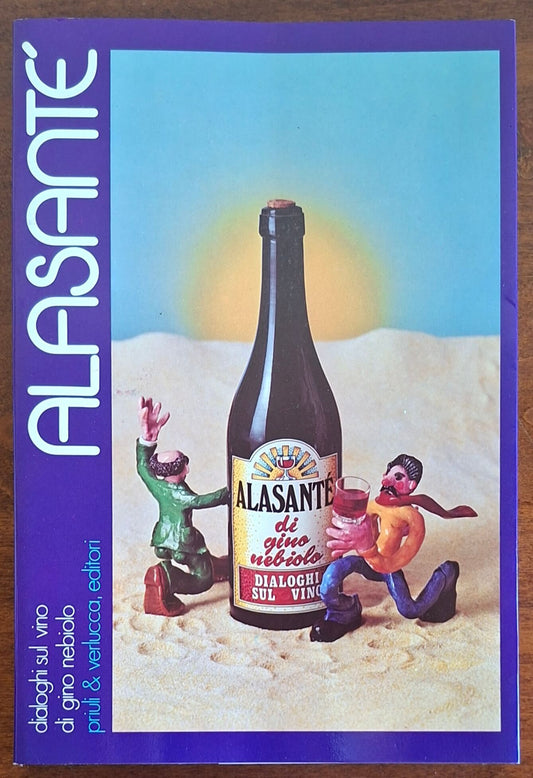 ALASANTÉ
dialoghi sul vino
di gino nebiolo
priuli & verlucca, editori
ALASANTÉ
di
gino
nebiolo
DIALOGHI
SUL VINO